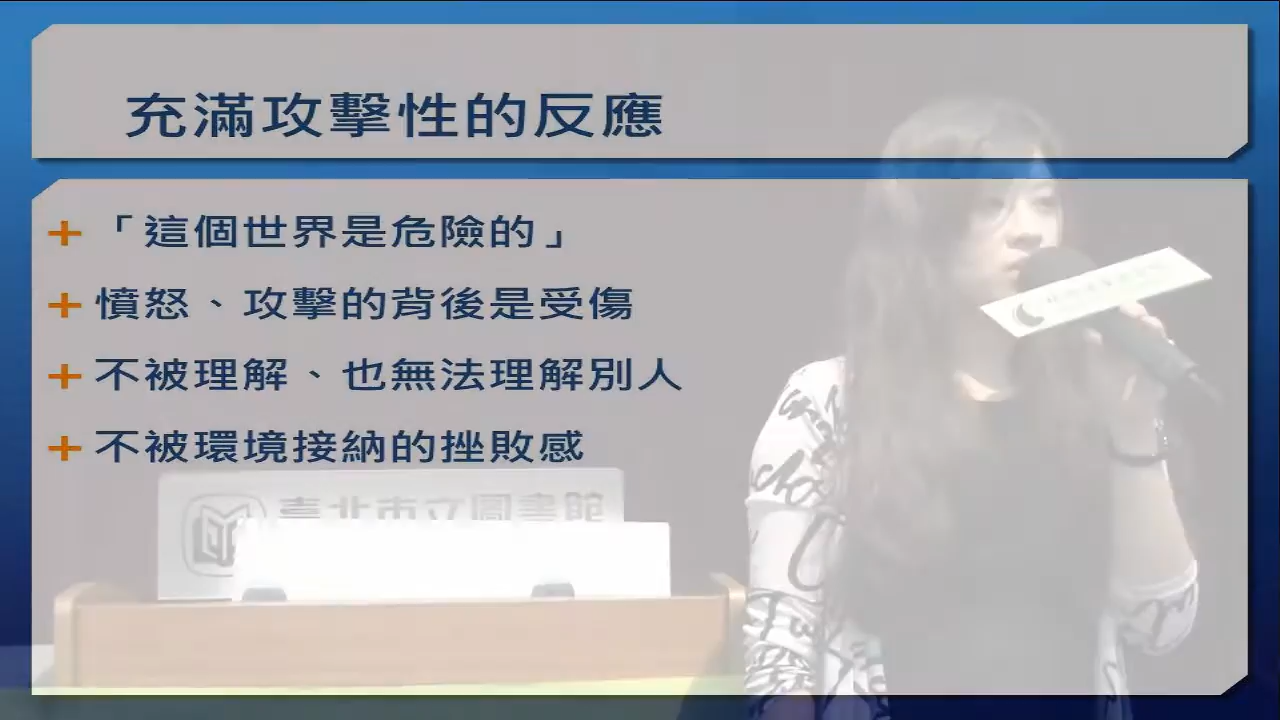 充滿攻擊性的反應
「這個世界是危險的」
憤怒、攻擊的背後是受傷
不被理解、也無法理解別人
不被環境接納的挫敗感
臺北市立圖書館